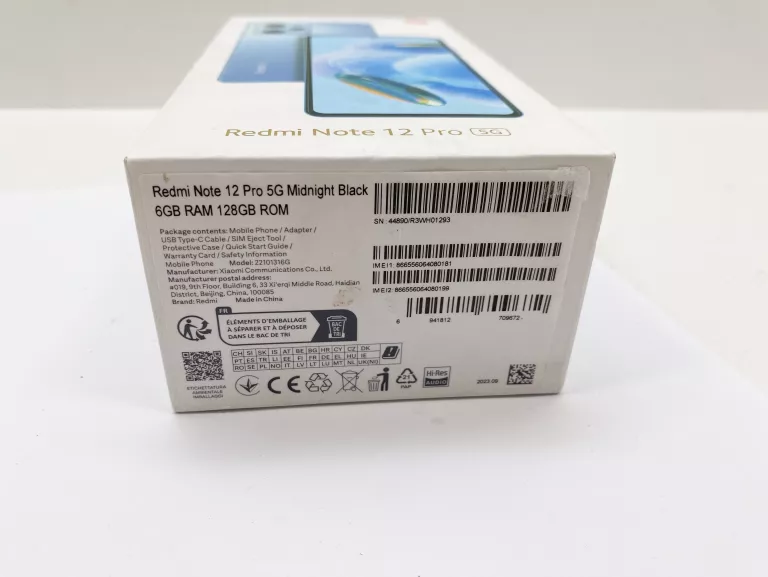 Redmi Note 12 Pro 5G
Redmi Note 12 Pro 5G Midnight Black
6GB RAM 128GB ROM
Package contents: Mobile Phone / Adapter /
USB Type-C Cable / SIM Eject Tool /
Protective Case / Quick Start Guide /
Warranty Card / Safety Information
Mobile Phone Model: 22101316G
Manufacturer: Xiaomi Communications Co., Ltd.
Manufacturer postal address:
#019, 9th Floor, Building 6, 33 Xi'erqi Middle Road, Haidian
District, Beijing, China, 100085
Brand: Redmi Made in China
SN: 44890/R3WH01293
IMEI1: 866556064080181
IMEI2: 866556064080199
6 941812 709672
FR
ÉLÉMENTS D'EMBALLAGE
À SÉPARER ET À DÉPOSER
DANS LE BAC DE TRI
BAC
DE TRI
CH SI SK IS AT BE BG HR CY CZ DK
PT ES TR LI EE FI FR DE EL HU IE
RO SE PL NO IT LV LT LU MT NL UK(NI)
ETICHETTATURA
AMBIENTALE
IMBALLAGGI
CE
21
PAP
Hi-Res
AUDIO